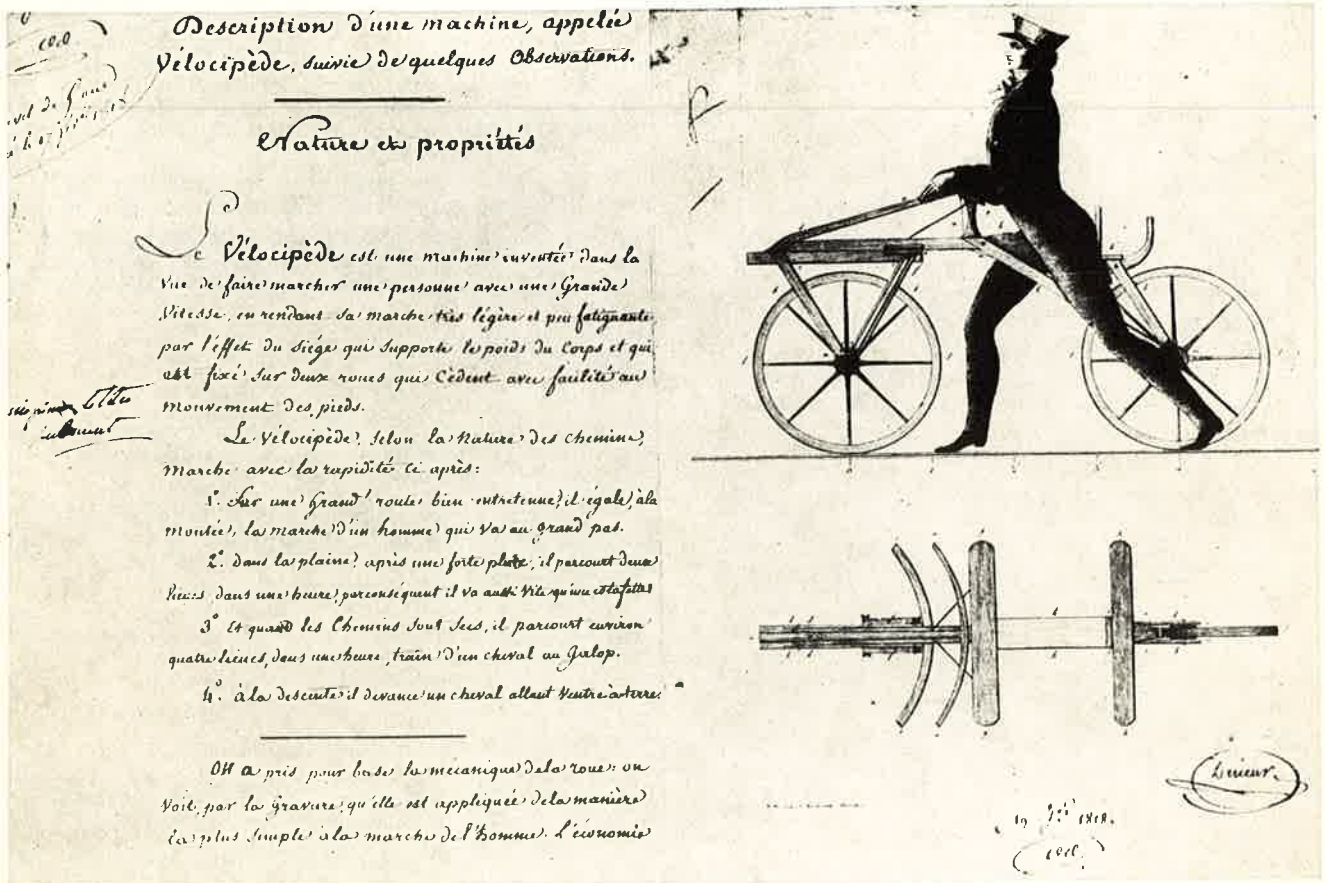 Description d'une machine, appelée
Vélocipède, suivie de quelques Observations.
Nature et propriétés
Le Vélocipède est une machine inventée dans la
vue de faire marcher une personne avec une Grande
Vitesse, en rendant sa marche très légère et peu fatiguante
par l'éffet du Siége qui supporte le poids du Corps et qui
est fixé sur deux roues qui Cèdent avec facilité au
mouvement des pieds.
Le Vélocipède, selon la Nature des chemins,
marche avec la rapidité ci après:
1.° Sur une Grand' route bien entretenue, il égale, à la
montée, la marche d'un homme qui va au grand pas.
2.° dans la plaine, après une forte pluie, il parcourt deux
lieues, dans une heure, par conséquent il va aussi Vite qu'une estafette
3° Et quand les Chemins sont secs, il parcourt environ
quatre lieues, dans une heure, train d'un cheval au Galop.
4.° à la descente il devance un cheval allant Ventre à terre.
On a pris pour base la mécanique de la roue: on
Voit, par la Gravure, qu'elle est appliquée de la manière
la plus simple à la marche de l'homme. L'économie
Dineur.
19 1818.